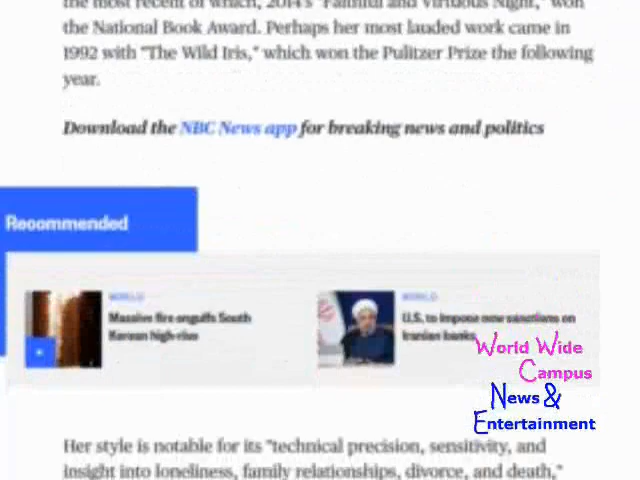 the most recent of which, 2014's "Faithful and Virtuous Night," won
the National Book Award. Perhaps her most lauded work came in
1992 with "The Wild Iris," which won the Pulitzer Prize the following
year.
Download the NBC News app for breaking news and politics
Recommended
WORLD
Massive fire engulfs South
Korean high-rise
WORLD
U.S. to impose new sanctions on
Iranian banks
World Wide
Campus
News &
Entertainment
Her style is notable for its "technical precision, sensitivity, and
insight into loneliness, family relationships, divorce, and death,"